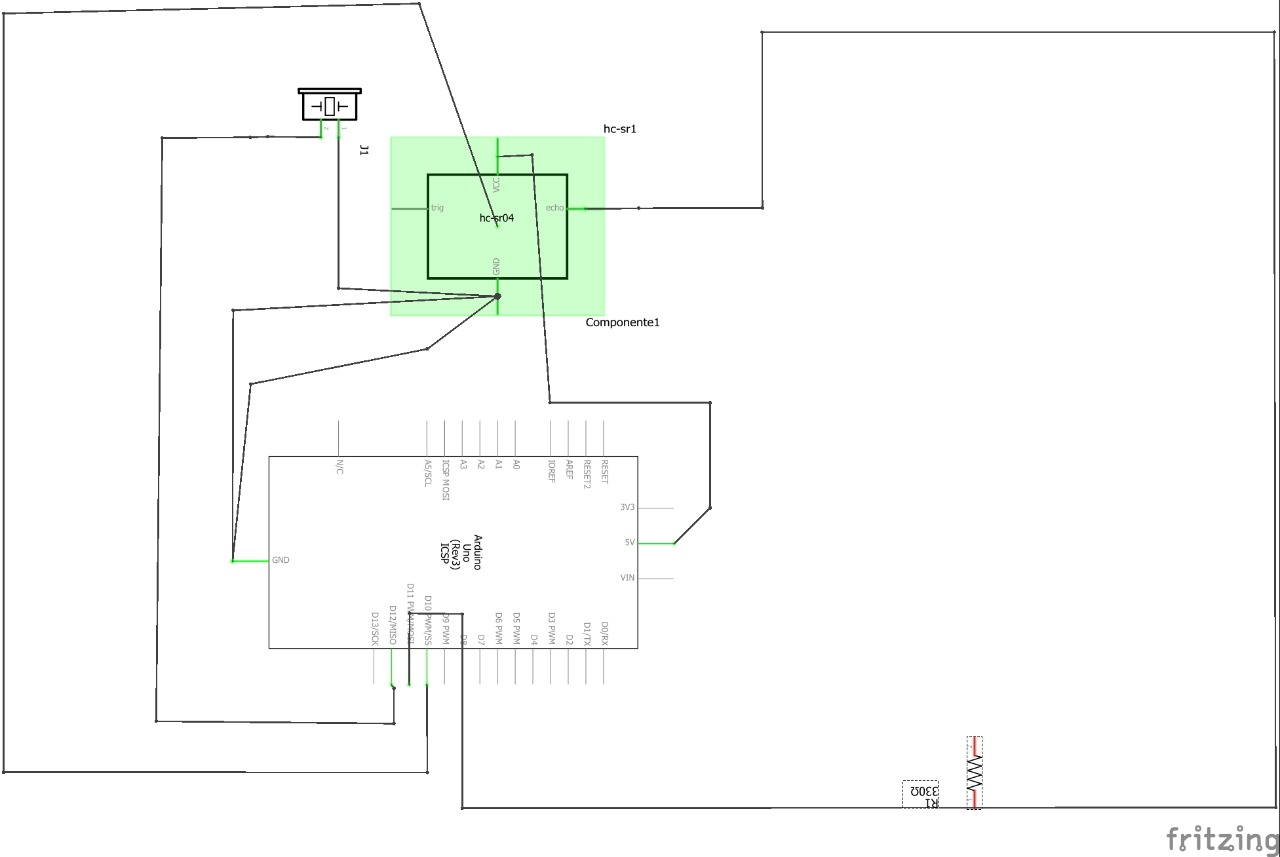 hc-sr1
J1
2
1
VCC
trig
echo
hc-sr04
GND
Componente1
N/C
A5/SCL
ICSP MOSI
A3
A2
A1
A0
IOREF
AREF
RESET2
RESET
3V3
5V
VIN
GND
Arduino
Uno
(Rev3)
ICSP
D13/SCK
D12/MISO
D11 PWM/MOSI
D10 PWM/SS
D9 PWM
D8
D7
D6 PWM
D5 PWM
D4
D3 PWM
D2
D1/TX
D0/RX
R1
330Ω
fritzing